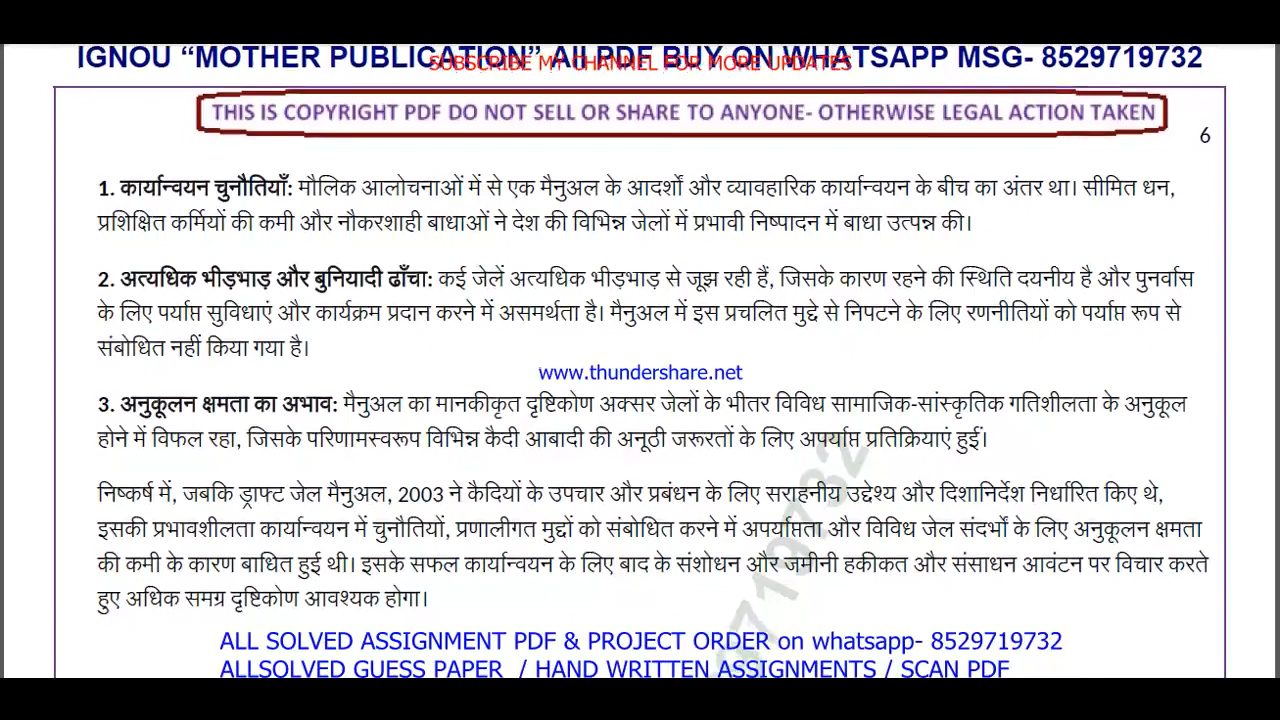 IGNOU “MOTHER PUBLICATION” All PDF BUY ON WHATSAPP MSG- 8529719732
SUBSCRIBE MY CHANNEL FOR MORE UPDATES
THIS IS COPYRIGHT PDF DO NOT SELL OR SHARE TO ANYONE- OTHERWISE LEGAL ACTION TAKEN
6
1. कार्यान्वयन चुनौतियाँ: मौलिक आलोचनाओं में से एक मैनुअल के आदर्शों और व्यावहारिक कार्यान्वयन के बीच का अंतर था। सीमित धन,
प्रशिक्षित कर्मियों की कमी और नौकरशाही बाधाओं ने देश की विभिन्न जेलों में प्रभावी निष्पादन में बाधा उत्पन्न की।
2. अत्यधिक भीड़भाड़ और बुनियादी ढाँचा: कई जेलें अत्यधिक भीड़भाड़ से जूझ रही हैं, जिसके कारण रहने की स्थिति दयनीय है और पुनर्वास
के लिए पर्याप्त सुविधाएं और कार्यक्रम प्रदान करने में असमर्थता है। मैनुअल में इस प्रचलित मुद्दे से निपटने के लिए रणनीतियों को पर्याप्त रूप से
संबोधित नहीं किया गया है।
www.thundershare.net
3. अनुकूलन क्षमता का अभाव: मैनुअल का मानकीकृत दृष्टिकोण अक्सर जेलों के भीतर विविध सामाजिक-सांस्कृतिक गतिशीलता के अनुकूल
होने में विफल रहा, जिसके परिणामस्वरूप विभिन्न कैदी आबादी की अनूठी जरूरतों के लिए अपर्याप्त प्रतिक्रियाएं हुईं।
निष्कर्ष में, जबकि ड्राफ्ट जेल मैनुअल, 2003 ने कैदियों के उपचार और प्रबंधन के लिए सराहनीय उद्देश्य और दिशानिर्देश निर्धारित किए थे,
इसकी प्रभावशीलता कार्यान्वयन में चुनौतियों, प्रणालीगत मुद्दों को संबोधित करने में अपर्याप्तता और विविध जेल संदर्भों के लिए अनुकूलन क्षमता
की कमी के कारण बाधित हुई थी। इसके सफल कार्यान्वयन के लिए बाद के संशोधन और जमीनी हकीकत और संसाधन आवंटन पर विचार करते
हुए अधिक समग्र दृष्टिकोण आवश्यक होगा।
ALL SOLVED ASSIGNMENT PDF & PROJECT ORDER on whatsapp- 8529719732
ALLSOLVED GUESS PAPER / HAND WRITTEN ASSIGNMENTS / SCAN PDF